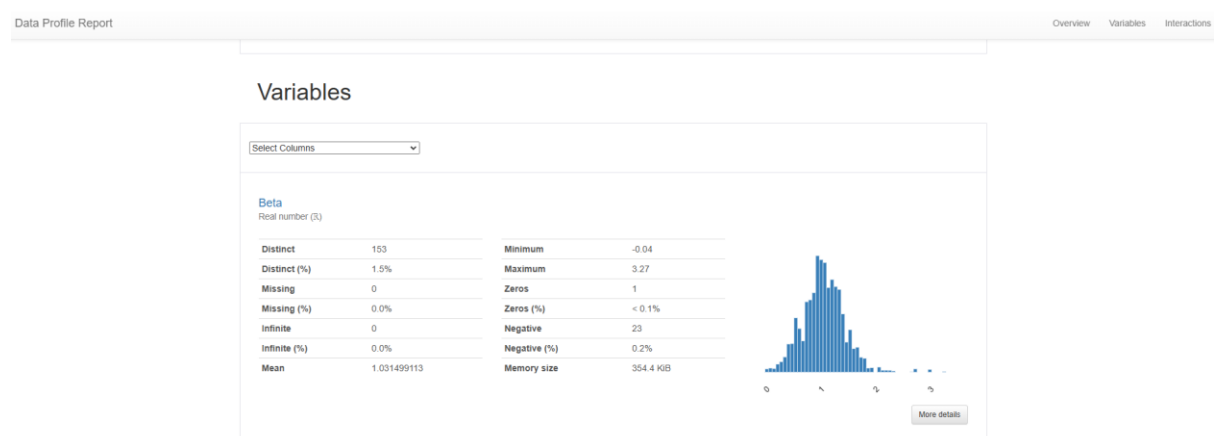 Data Profile Report
Overview Variables Interactions
Variables
Select Columns
Beta
Real number (ℝ)
Distinct 153
Distinct (%) 1.5%
Missing 0
Missing (%) 0.0%
Infinite 0
Infinite (%) 0.0%
Mean 1.031499113
Minimum -0.04
Maximum 3.27
Zeros 1
Zeros (%) < 0.1%
Negative 23
Negative (%) 0.2%
Memory size 354.4 KiB
0 1 2 3
More details